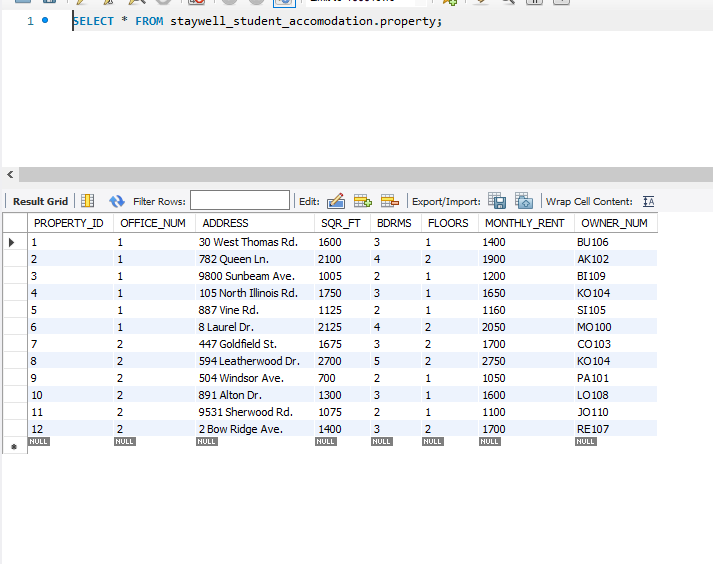 1 SELECT * FROM staywell_student_accomodation.property;
Result Grid Filter Rows: Edit: Export/Import: Wrap Cell Content:
PROPERTY_ID OFFICE_NUM ADDRESS SQR_FT BDRMS FLOORS MONTHLY_RENT OWNER_NUM
1 1 30 West Thomas Rd. 1600 3 1 1400 BU106
2 1 782 Queen Ln. 2100 4 2 1900 AK102
3 1 9800 Sunbeam Ave. 1005 2 1 1200 BI109
4 1 105 North Illinois Rd. 1750 3 1 1650 KO104
5 1 887 Vine Rd. 1125 2 1 1160 SI105
6 1 8 Laurel Dr. 2125 4 2 2050 MO100
7 2 447 Goldfield St. 1675 3 2 1700 CO103
8 2 594 Leatherwood Dr. 2700 5 2 2750 KO104
9 2 504 Windsor Ave. 700 2 1 1050 PA101
10 2 891 Alton Dr. 1300 3 1 1600 LO108
11 2 9531 Sherwood Rd. 1075 2 1 1100 JO110
12 2 2 Bow Ridge Ave. 1400 3 2 1700 RE107
NULL NULL NULL NULL NULL NULL NULL NULL